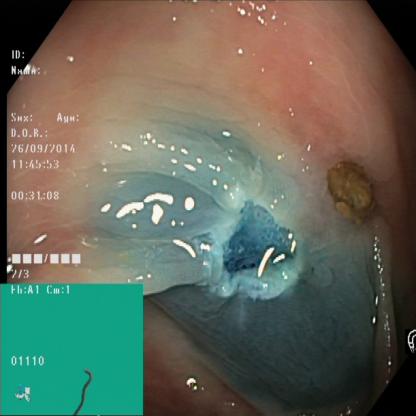 ID:
Name:
Sex: Age:
D.O.B.:
26/09/2014
11:45:53
00:31:08
/
2/3
Eh:A1 Cm:1
01110